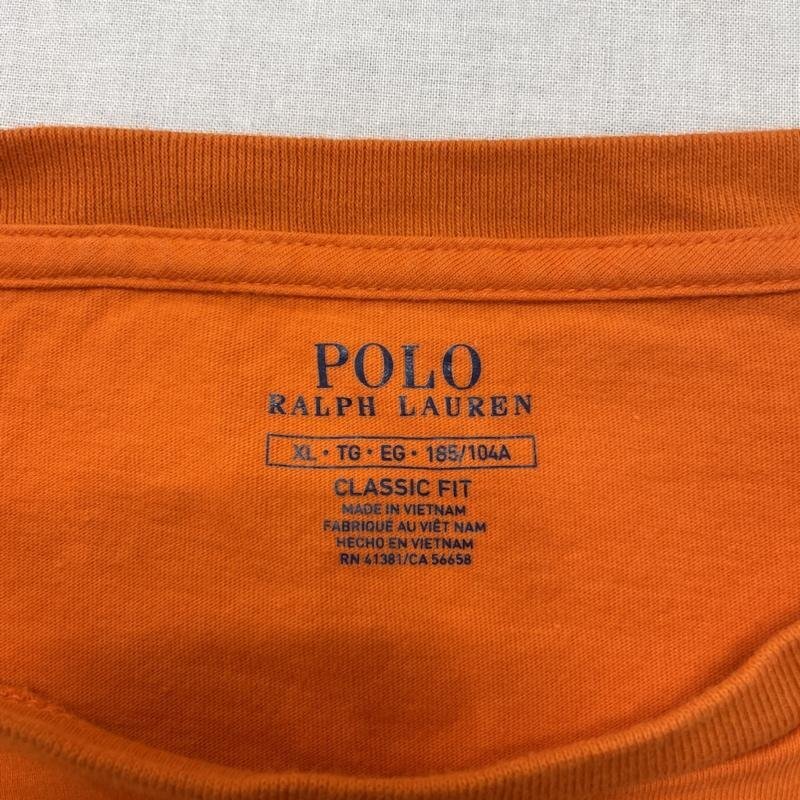 POLO
RALPH LAUREN
XL • TG • EG • 185/104A
CLASSIC FIT
MADE IN VIETNAM
FABRIQUÉ AU VIÊT NAM
HECHO EN VIETNAM
RN 41381/CA 56658